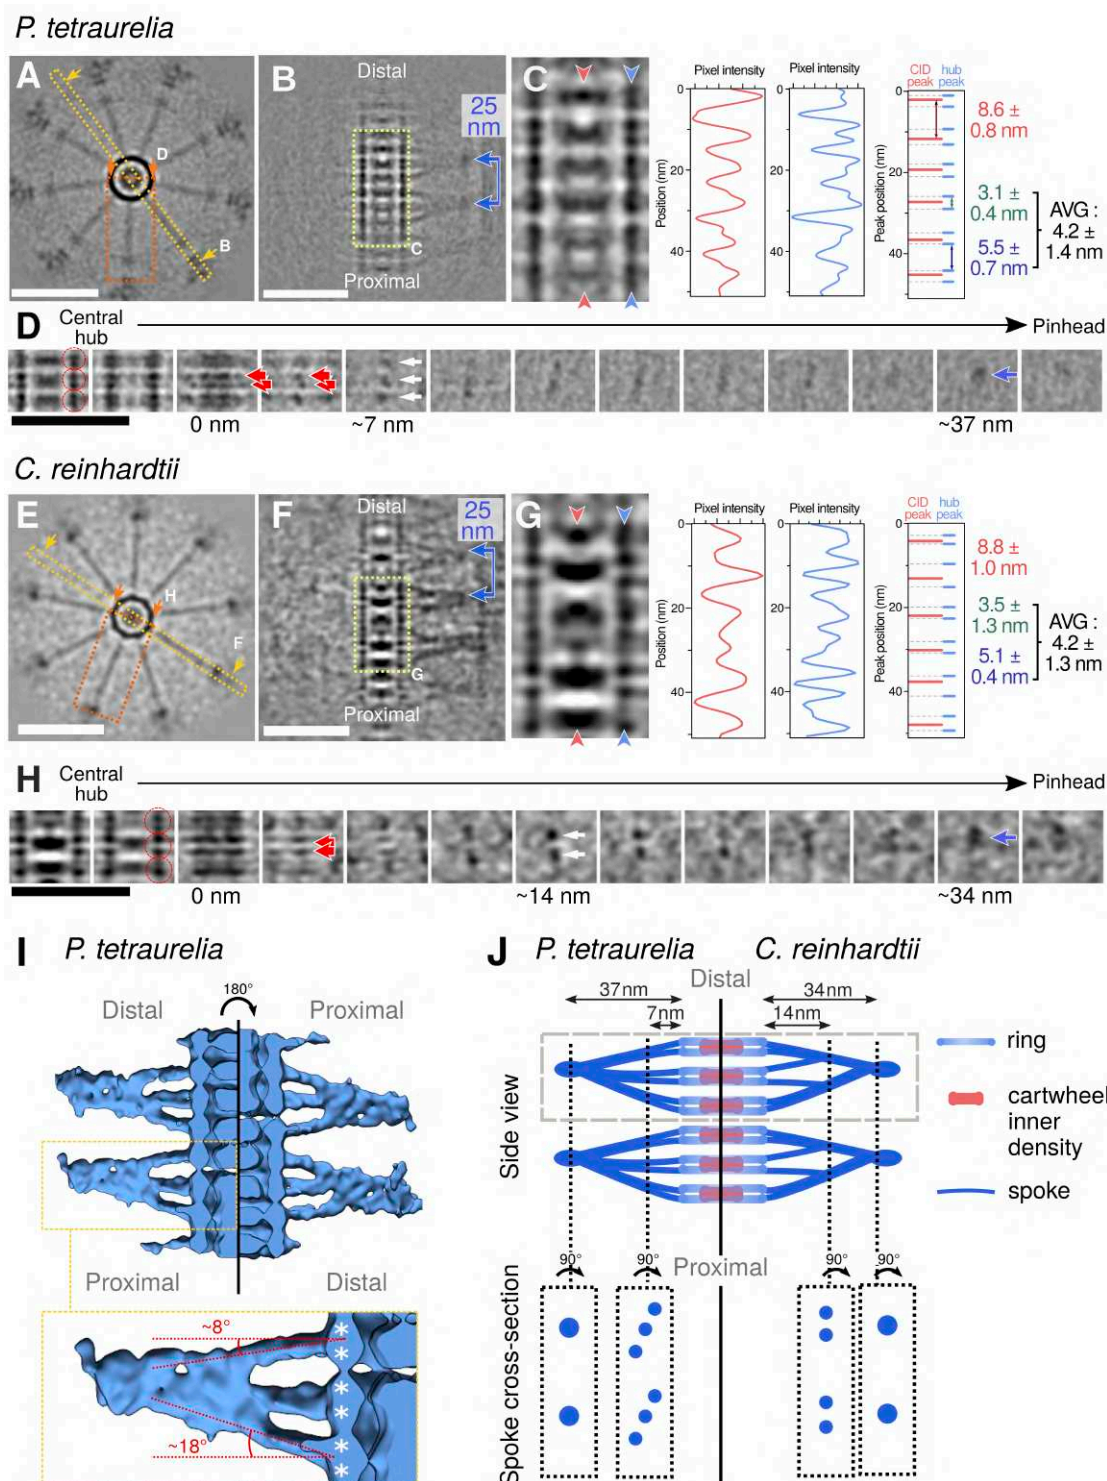 P. tetraurelia
A
D
B
B
Distal
25
nm
C
Proximal
C
Pixel intensity
Position (nm)
0
20
40
Pixel intensity
CID
peak
hub
peak
Peak position (nm)
0
20
40
8.6 ±
0.8 nm
3.1 ±
0.4 nm
5.5 ±
0.7 nm
AVG :
4.2 ±
1.4 nm
D
Central
hub
Pinhead
0 nm
~7 nm
~37 nm
C. reinhardtii
E
H
F
F
Distal
25
nm
G
Proximal
G
Pixel intensity
Position (nm)
0
20
40
Pixel intensity
CID
peak
hub
peak
Peak position (nm)
0
20
40
8.8 ±
1.0 nm
3.5 ±
1.3 nm
5.1 ±
0.4 nm
AVG :
4.2 ±
1.3 nm
H
Central
hub
Pinhead
0 nm
~14 nm
~34 nm
I P. tetraurelia
180°
Distal
Proximal
Proximal
Distal
~8°
~18°
* * * * * *
J P. tetraurelia C. reinhardtii
Distal
37nm
34nm
7nm
14nm
Side view
ring
cartwheel
inner
density
spoke
Proximal
90°
90°
90°
90°
Spoke cross-section